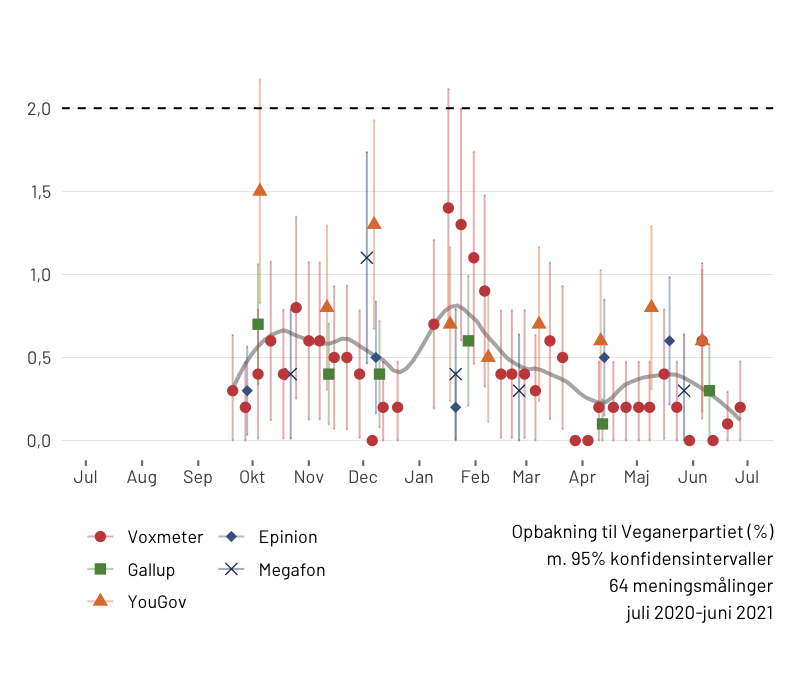 2,0
1,5
1,0
0,5
0,0
Jul Aug Sep Okt Nov Dec Jan Feb Mar Apr Maj Jun Jul
Voxmeter Epinion
Gallup Megafon
YouGov
Opbakning til Veganerpartiet (%)
m. 95% konfidensintervaller
64 meningsmålinger
juli 2020-juni 2021